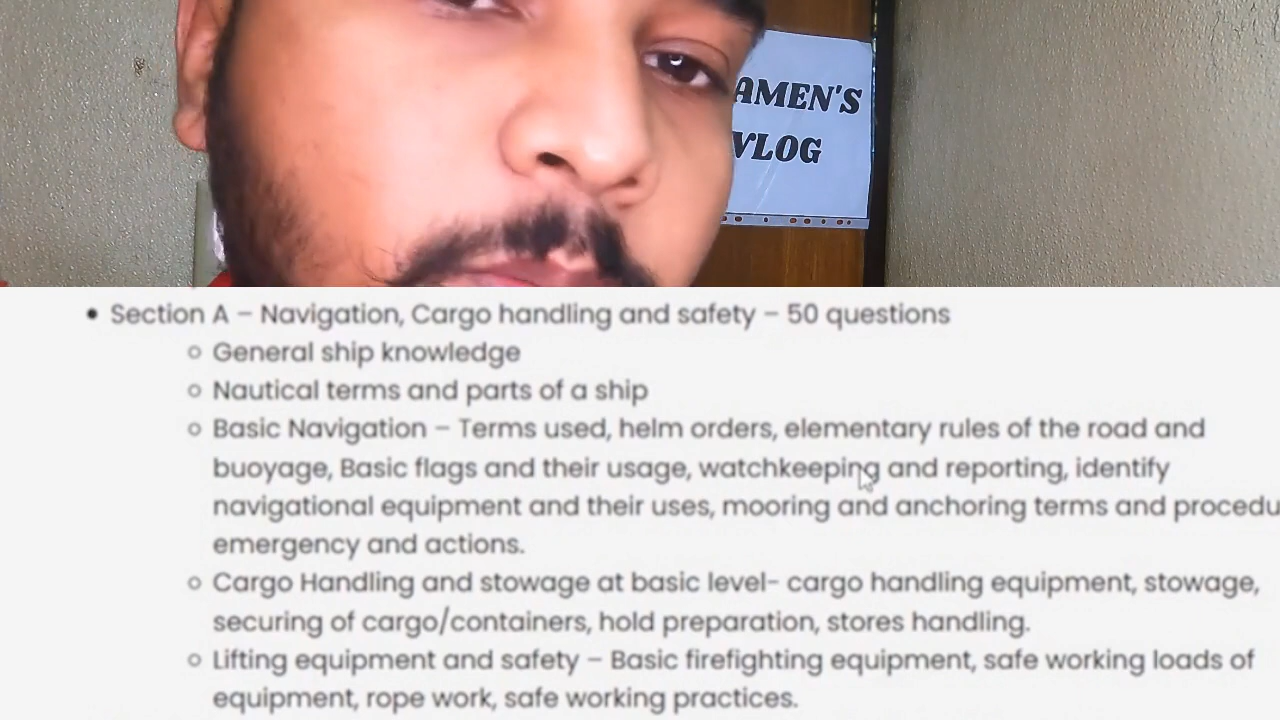 AMEN'S
VLOG
• Section A – Navigation, Cargo handling and safety – 50 questions
○ General ship knowledge
○ Nautical terms and parts of a ship
○ Basic Navigation – Terms used, helm orders, elementary rules of the road and
buoyage, Basic flags and their usage, watchkeeping and reporting, identify
navigational equipment and their uses, mooring and anchoring terms and procedu
emergency and actions.
○ Cargo Handling and stowage at basic level- cargo handling equipment, stowage,
securing of cargo/containers, hold preparation, stores handling.
○ Lifting equipment and safety – Basic firefighting equipment, safe working loads of
equipment, rope work, safe working practices.